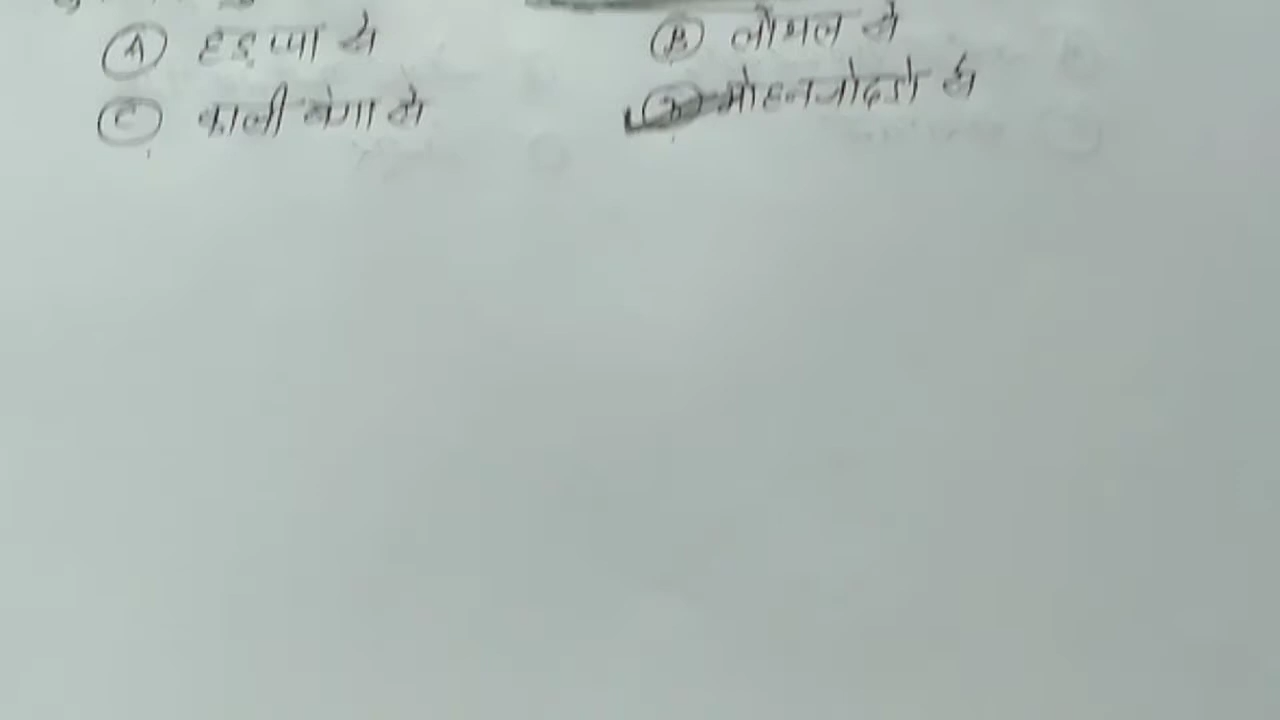 (A) हड़प्पा से (B) लोथल से
(C) कालीबंगा से (D) मोहनजोदड़ो से